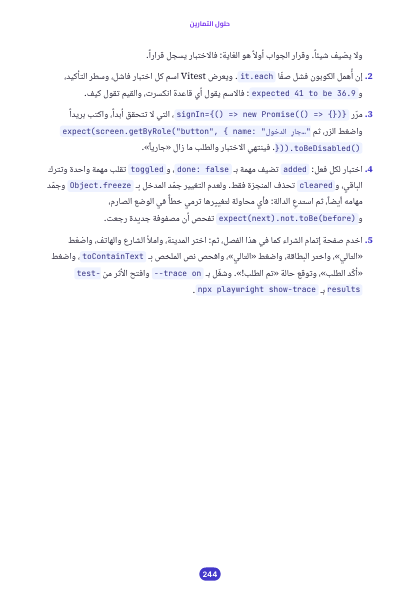 حلول التمارين
ولا يضيف شيئاً. وقرار الجواب أولاً هو الغاية: فالاختبار يسجل قراراً.
2. إن أُهمل الكوبون فشل صفّا it.each. ويعرض Vitest اسم كل اختبار فاشل، وسطر التأكيد،
و expected 41 to be 36.9: فالاسم يقول أي قاعدة انكسرت، والقيم تقول كيف.
3. مرّر signIn={() => new Promise(() => {})}، التي لا تتحقق أبداً، واكتب بريداً
واضغط الزر، ثم expect(screen.getByRole("button", { name: "جارٍ الدخول…"
})).toBeDisabled(). فينتهي الاختبار والطلب ما زال «جارياً».
4. اختبار لكل فعل: added تضيف مهمة بـ done: false، و toggled تقلب مهمة واحدة وتترك
الباقي، و cleared تحذف المنجزة فقط. ولعدم التغيير جمّد المدخل بـ Object.freeze وجمّد
مهامه أيضاً، ثم استدعِ الدالة: فأي محاولة لتغييرها ترمي خطأً في الوضع الصارم،
و expect(next).not.toBe(before) تفحص أن مصفوفة جديدة رجعت.
5. اخدم صفحة إتمام الشراء كما في هذا الفصل، ثم: اختر المدينة، واملأ الشارع والهاتف، واضغط
«التالي»، واختر البطاقة، واضغط «التالي»، وافحص نص الملخص بـ toContainText، واضغط
«أكّد الطلب»، وتوقع حالة «تم الطلب!». وشغّل بـ --trace on وافتح الأثر من test-
results بـ npx playwright show-trace.
244